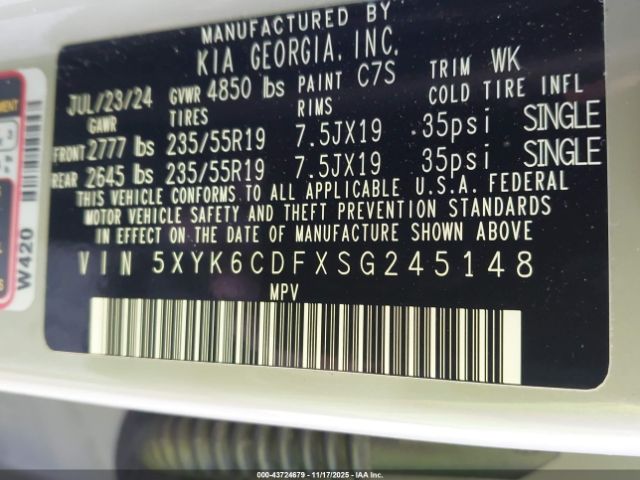 MANUFACTURED BY
KIA GEORGIA, INC.
JUL/23/24 GVWR 4850 lbs PAINT C7S TRIM WK
GAWR TIRES RIMS COLD TIRE INFL
FRONT 2777 lbs 235/55R19 7.5JX19 35psi SINGLE
REAR 2645 lbs 235/55R19 7.5JX19 35psi SINGLE
THIS VEHICLE CONFORMS TO ALL APPLICABLE U.S.A. FEDERAL
MOTOR VEHICLE SAFETY AND THEFT PREVENTION STANDARDS
IN EFFECT ON THE DATE OF MANUFACTURE SHOWN ABOVE
VIN 5XYK6CDFXSG245148
MPV
W420
000-43724679 - 11/17/2025 - IAA Inc.